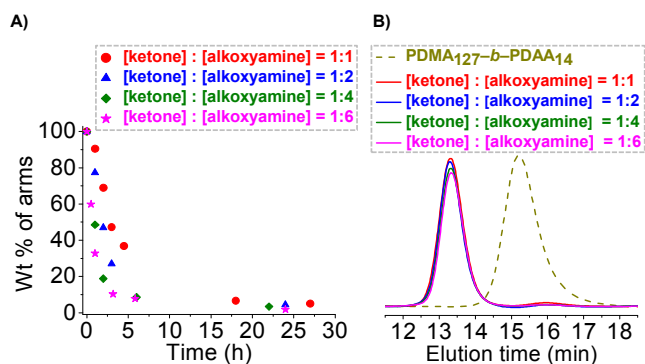 A)
[ketone] : [alkoxyamine] = 1:1
[ketone] : [alkoxyamine] = 1:2
[ketone] : [alkoxyamine] = 1:4
[ketone] : [alkoxyamine] = 1:6
100
80
60
40
20
0
Wt % of arms
0 5 10 15 20 25 30
Time (h)
B)
PDMA127–b–PDAA14
[ketone] : [alkoxyamine] = 1:1
[ketone] : [alkoxyamine] = 1:2
[ketone] : [alkoxyamine] = 1:4
[ketone] : [alkoxyamine] = 1:6
12 13 14 15 16 17 18
Elution time (min)